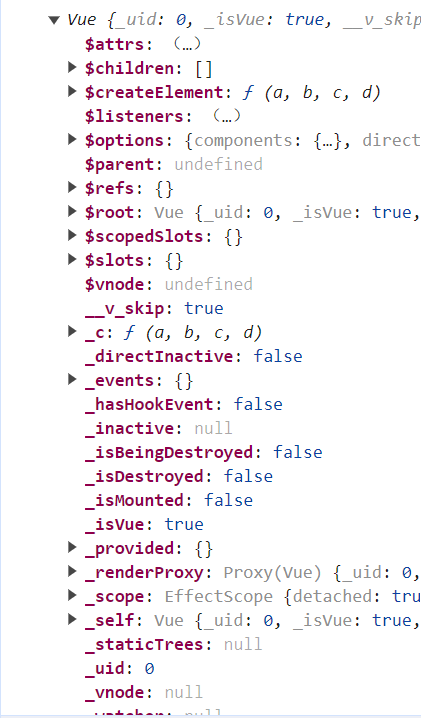 Vue {_uid: 0, _isVue: true, __v_skip
$attrs: (…)
$children: []
$createElement: ƒ (a, b, c, d)
$listeners: (…)
$options: {components: {…}, direct
$parent: undefined
$refs: {}
$root: Vue {_uid: 0, _isVue: true,
$scopedSlots: {}
$slots: {}
$vnode: undefined
__v_skip: true
_c: ƒ (a, b, c, d)
_directInactive: false
_events: {}
_hasHookEvent: false
_inactive: null
_isBeingDestroyed: false
_isDestroyed: false
_isMounted: false
_isVue: true
_provided: {}
_renderProxy: Proxy(Vue) {_uid: 0,
_scope: EffectScope {detached: tru
_self: Vue {_uid: 0, _isVue: true,
_staticTrees: null
_uid: 0
_vnode: null
_watcher: null